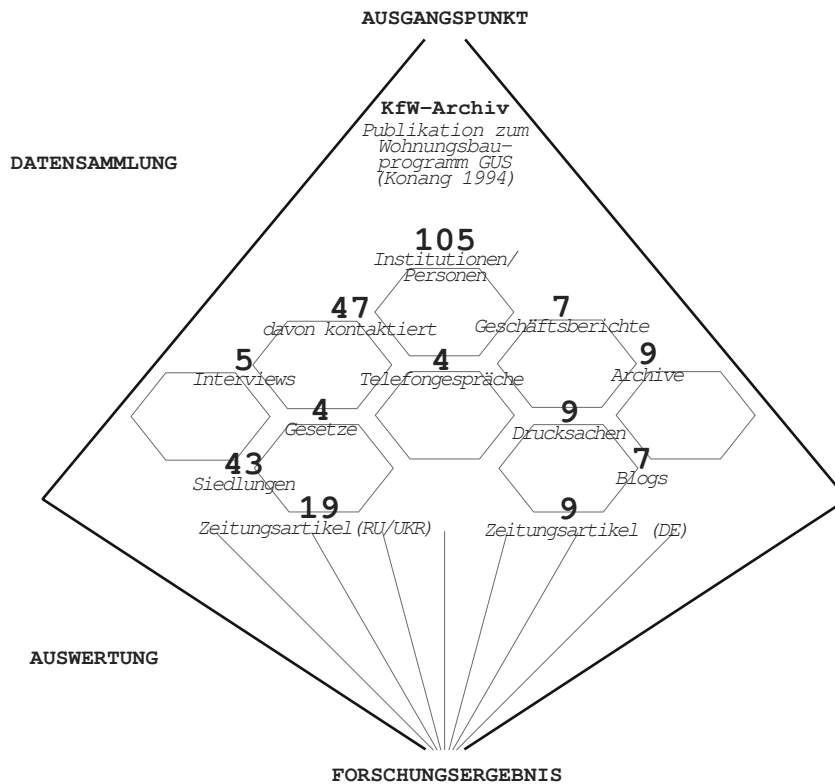 AUSGANGSPUNKT
KfW-Archiv
Publikation zum
Wohnungsbau-
programm GUS
(Konang 1994)
DATENSAMMLUNG
105
Institutionen/
Personen
47
davon kontaktiert
7
Geschäftsberichte
5
Interviews
4
Telefongespräche
9
Archive
4
Gesetze
9
Drucksachen
43
Siedlungen
7
Blogs
19
Zeitungsartikel(RU/UKR)
9
Zeitungsartikel (DE)
AUSWERTUNG
FORSCHUNGSERGEBNIS